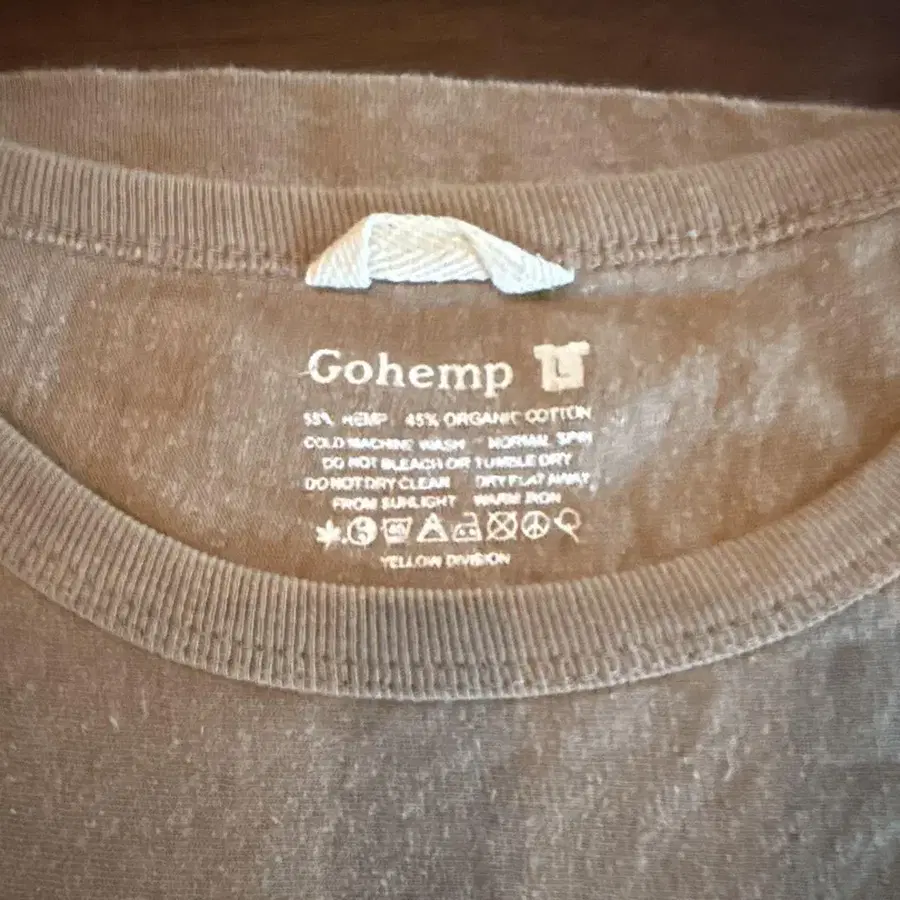 Gohemp L
55% HEMP 45% ORGANIC COTTON
COLD MACHINE WASH NORMAL SPIN
DO NOT BLEACH OR TUMBLE DRY
DO NOT DRY CLEAN DRY FLAT AWAY
FROM SUNLIGHT WARM IRON
YELLOW DIVISION